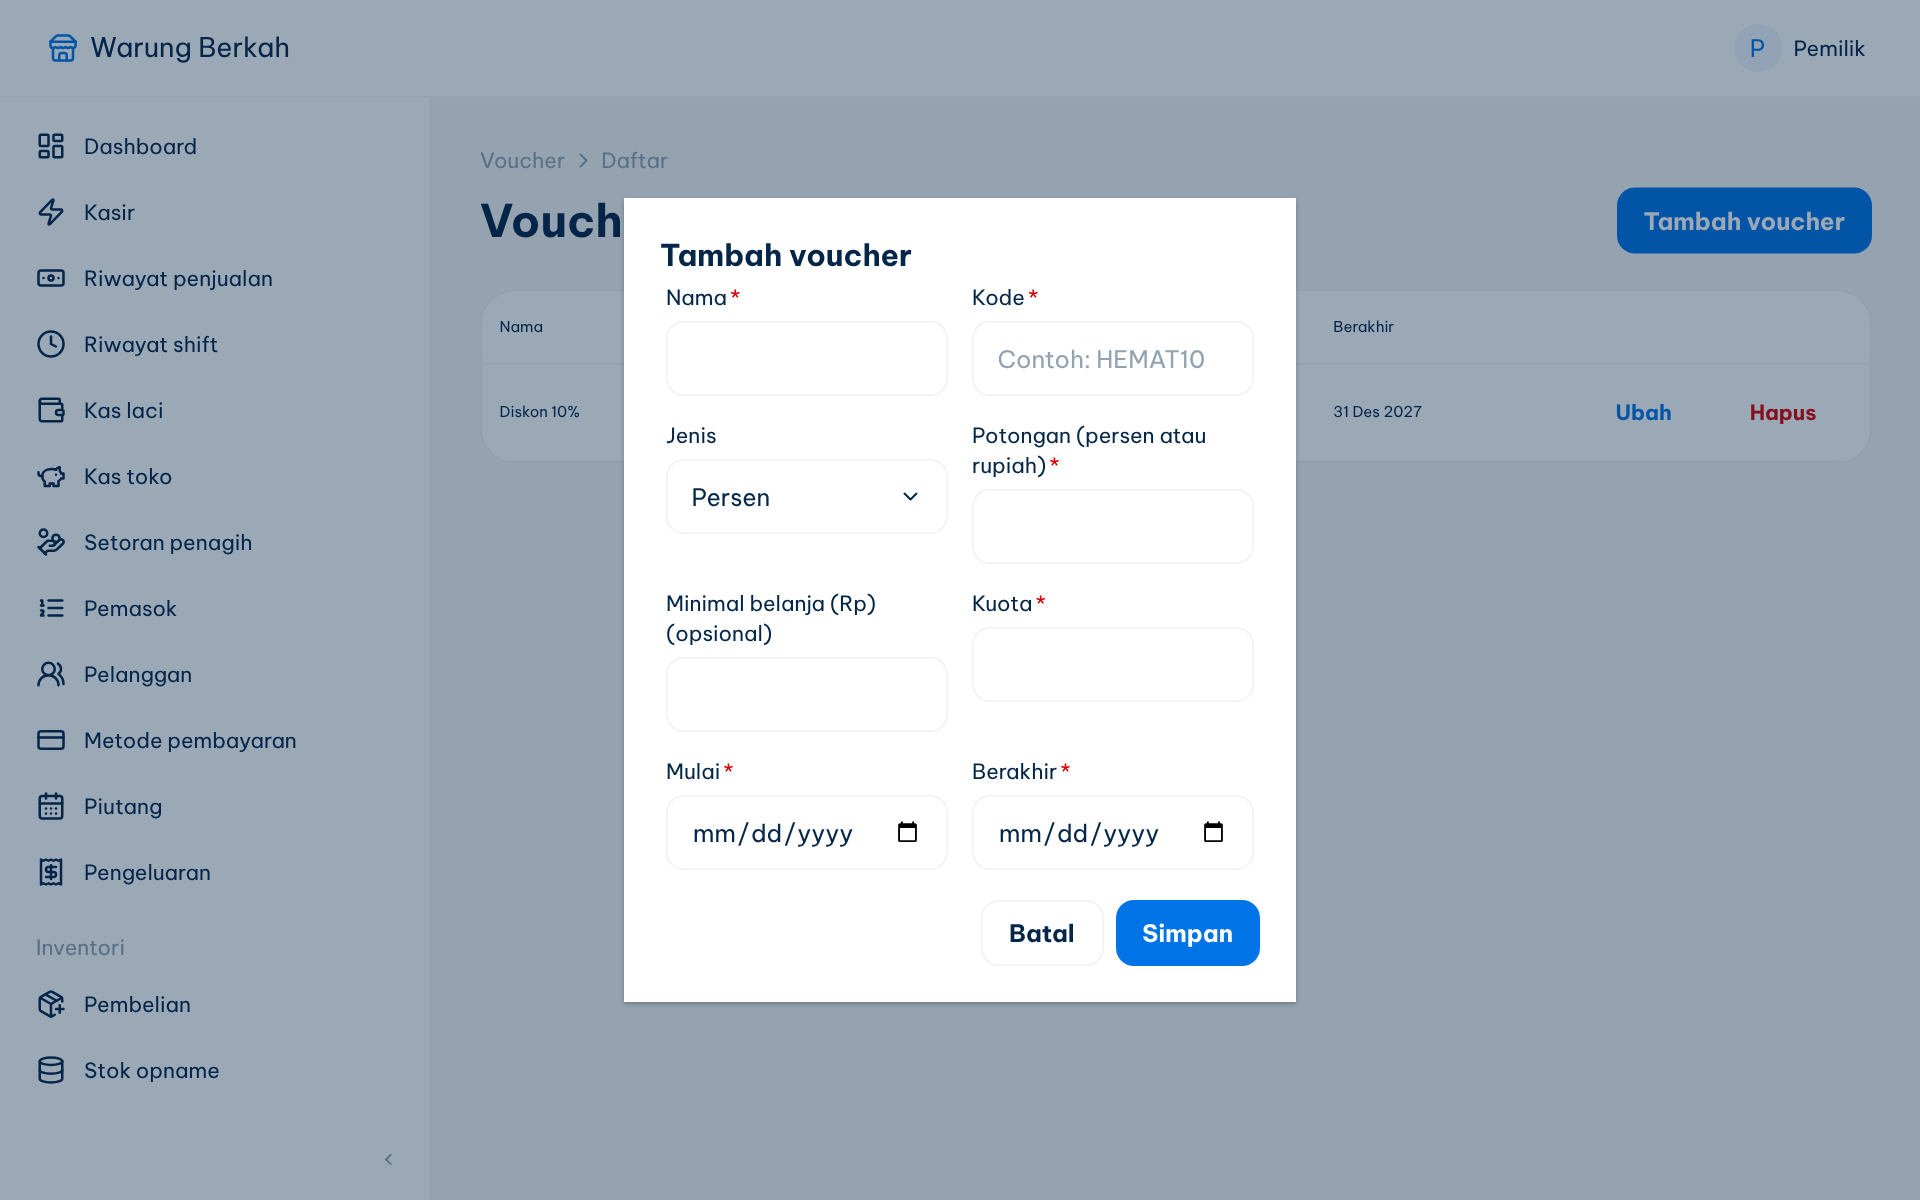 Warung Berkah
P Pemilik
Dashboard
Kasir
Riwayat penjualan
Riwayat shift
Kas laci
Kas toko
Setoran penagih
Pemasok
Pelanggan
Metode pembayaran
Piutang
Pengeluaran
Inventori
Pembelian
Stok opname
Voucher > Daftar
Vouch
Tambah voucher
Nama
Berakhir
Diskon 10%
31 Des 2027
Ubah
Hapus
Tambah voucher
Nama*
Kode*
Contoh: HEMAT10
Jenis
Persen
Potongan (persen atau
rupiah)*
Minimal belanja (Rp)
(opsional)
Kuota*
Mulai*
mm/dd/yyyy
Berakhir*
mm/dd/yyyy
Batal
Simpan